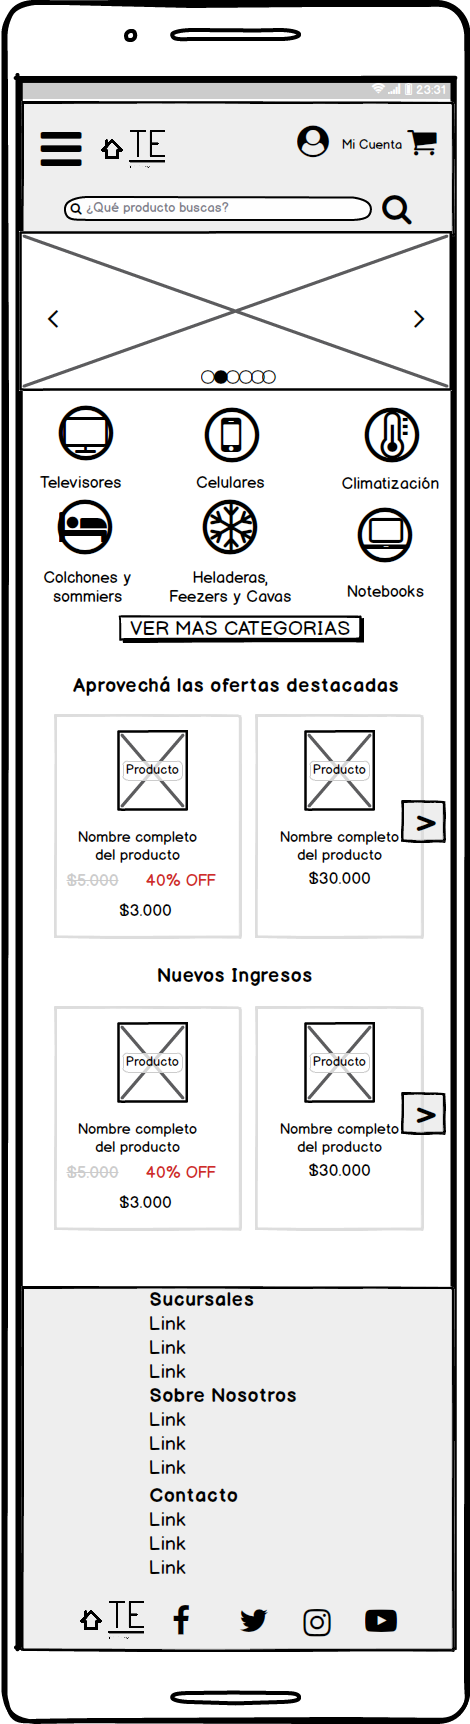 23:31
TE
Mi Cuenta
¿Qué producto buscas?
Televisores
Celulares
Climatización
Colchones y
sommiers
Heladeras,
Feezers y Cavas
Notebooks
VER MAS CATEGORIAS
Aprovechá las ofertas destacadas
Producto
Nombre completo
del producto
$5.000 40% OFF
$3.000
Producto
Nombre completo
del producto
$30.000
>
Nuevos Ingresos
Producto
Nombre completo
del producto
$5.000 40% OFF
$3.000
Producto
Nombre completo
del producto
$30.000
>
Sucursales
Link
Link
Link
Sobre Nosotros
Link
Link
Link
Contacto
Link
Link
Link
TE